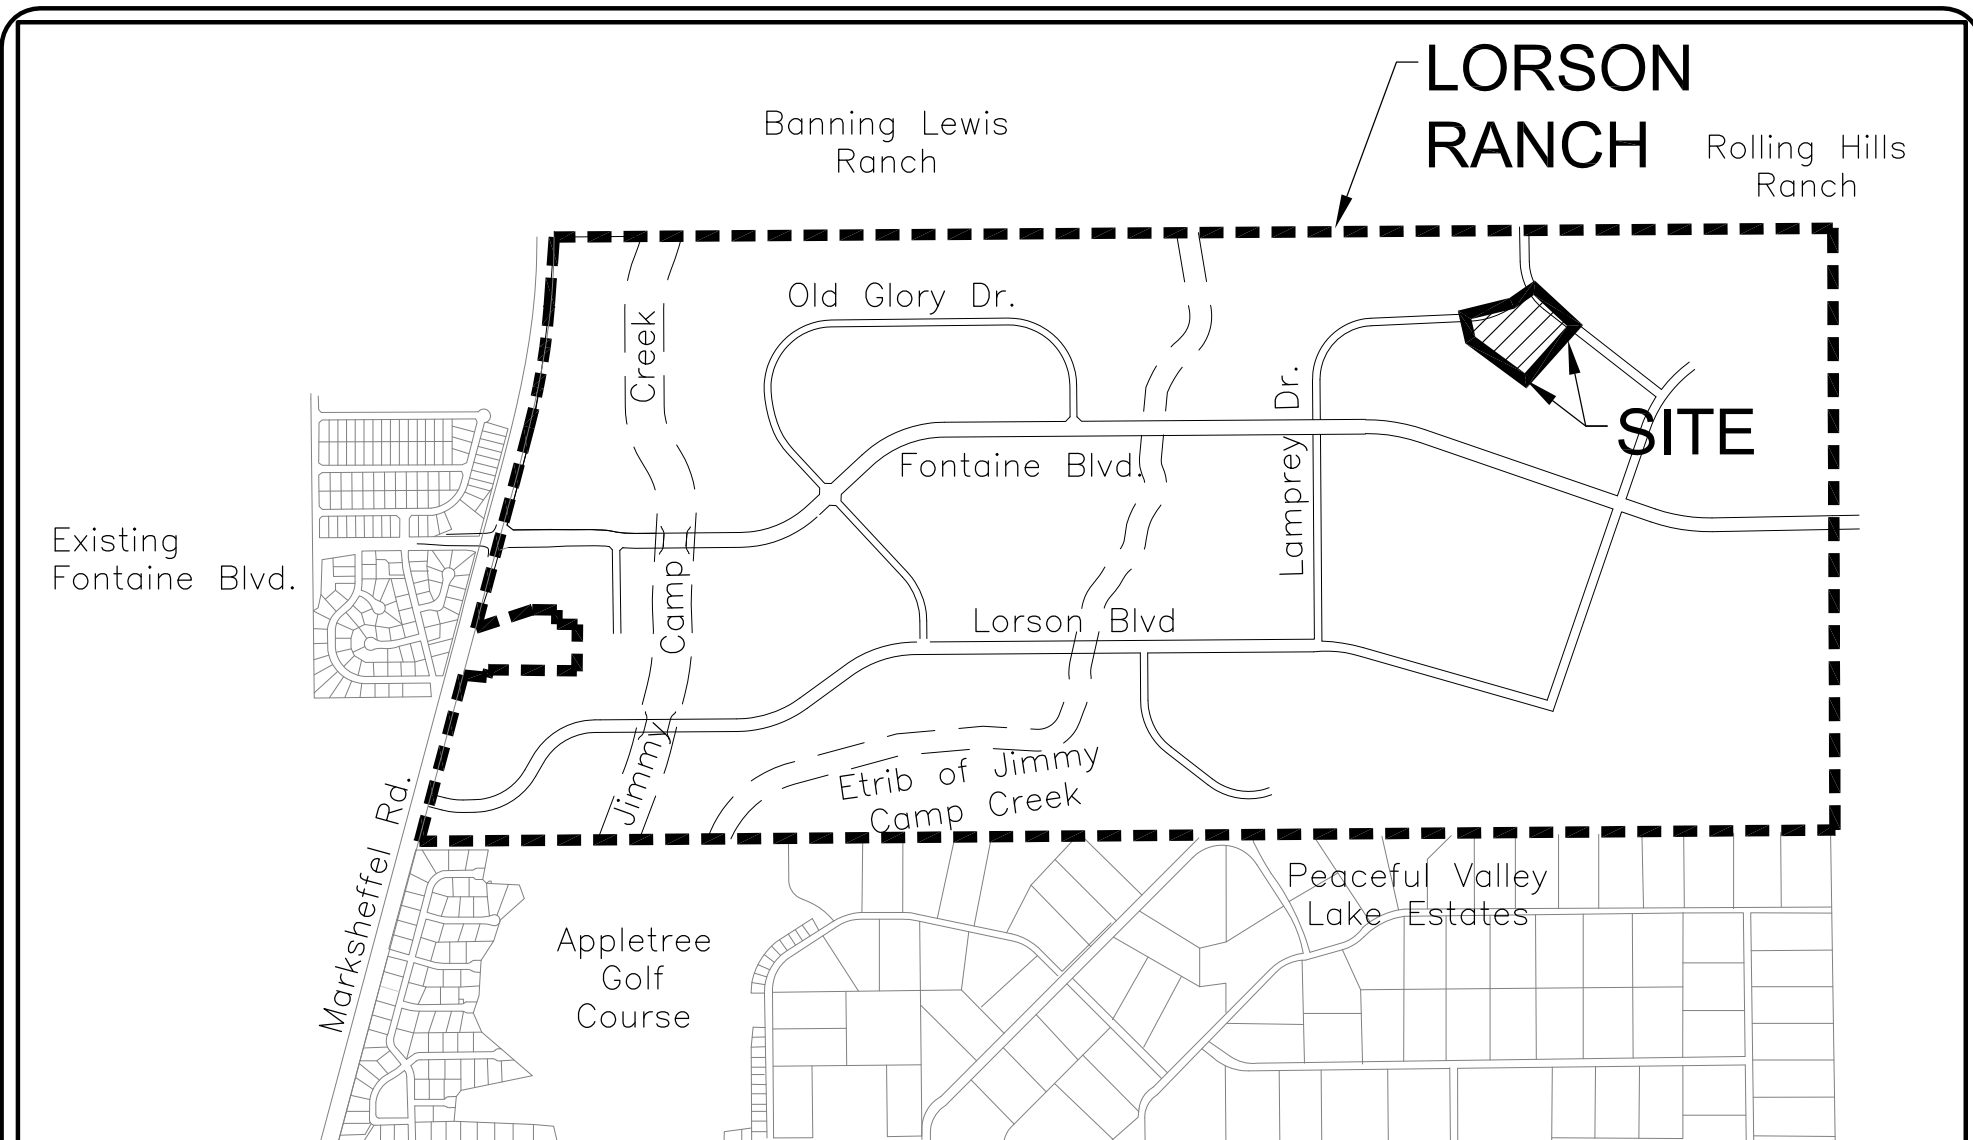 LORSON
RANCH
Banning Lewis
Ranch
Rolling Hills
Ranch
Old Glory Dr.
Creek
Lamprey Dr.
SITE
Fontaine Blvd.
Existing
Fontaine Blvd.
Camp
Lorson Blvd
Jimmy
Etrib of Jimmy
Camp Creek
Marksheffel Rd.
Peaceful Valley
Lake Estates
Appletree
Golf
Course